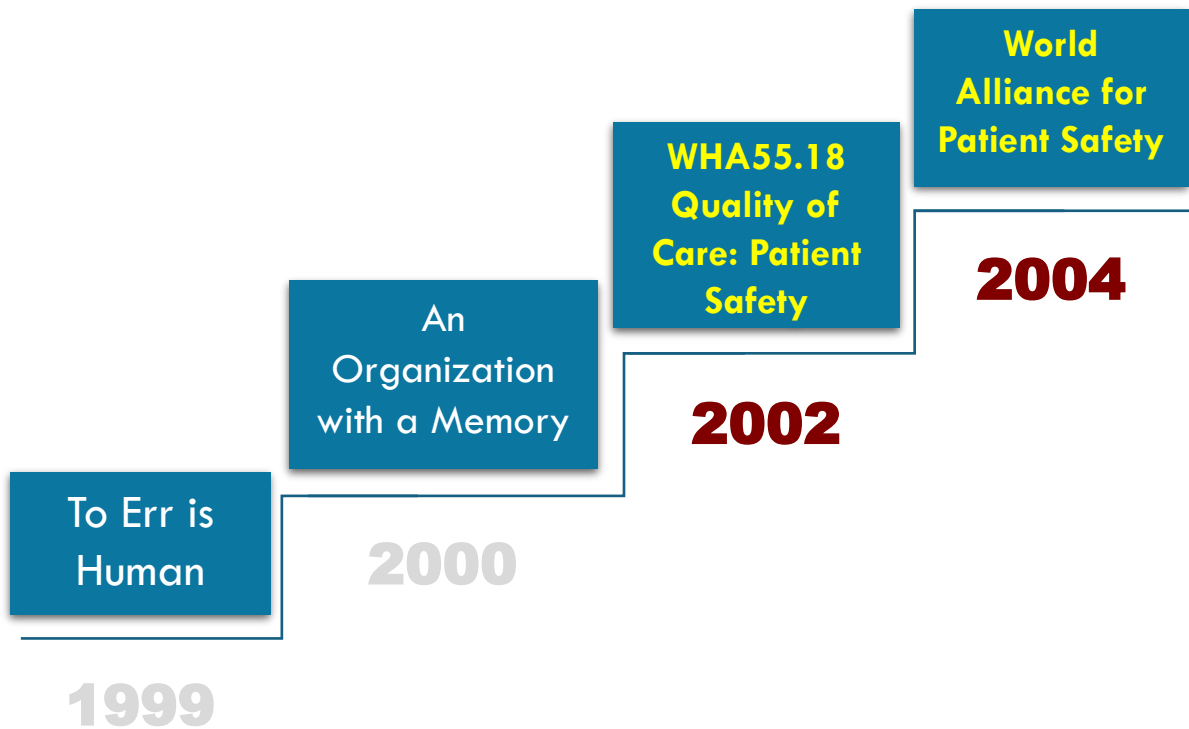 To Err is
Human
1999
An
Organization
with a Memory
2000
WHA55.18
Quality of
Care: Patient
Safety
2002
World
Alliance for
Patient Safety
2004